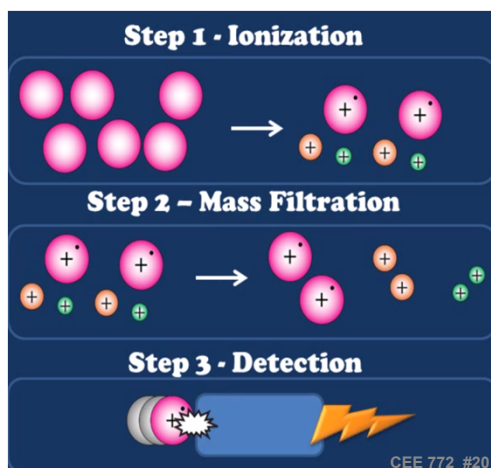 Step 1 - Ionization
+ +
+ + + +
Step 2 – Mass Filtration
+ + + +
+ + + + + +
+ +
Step 3 - Detection
+
CEE 772 #20